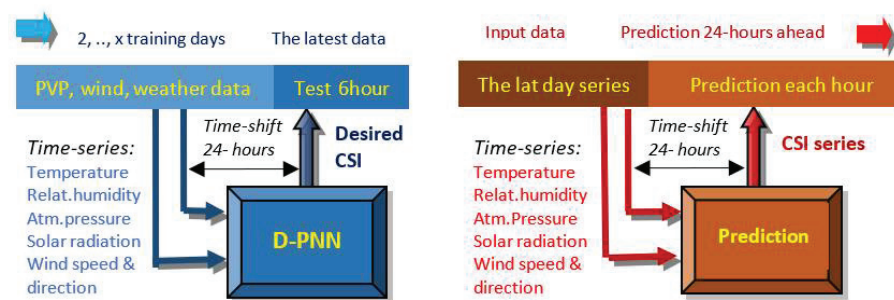 2, .., x training days The latest data
PVP, wind, weather data Test 6hour
Time-series:
Temperature
Relat.humidity
Atm.pressure
Solar radiation
Wind speed &
direction
Time-shift
24- hours
Desired
CSI
D-PNN
Input data Prediction 24-hours ahead
The lat day series Prediction each hour
Time-series:
Temperature
Relat.humidity
Atm.Pressure
Solar radiation
Wind speed &
direction
Time-shift
24-hours
CSI series
Prediction